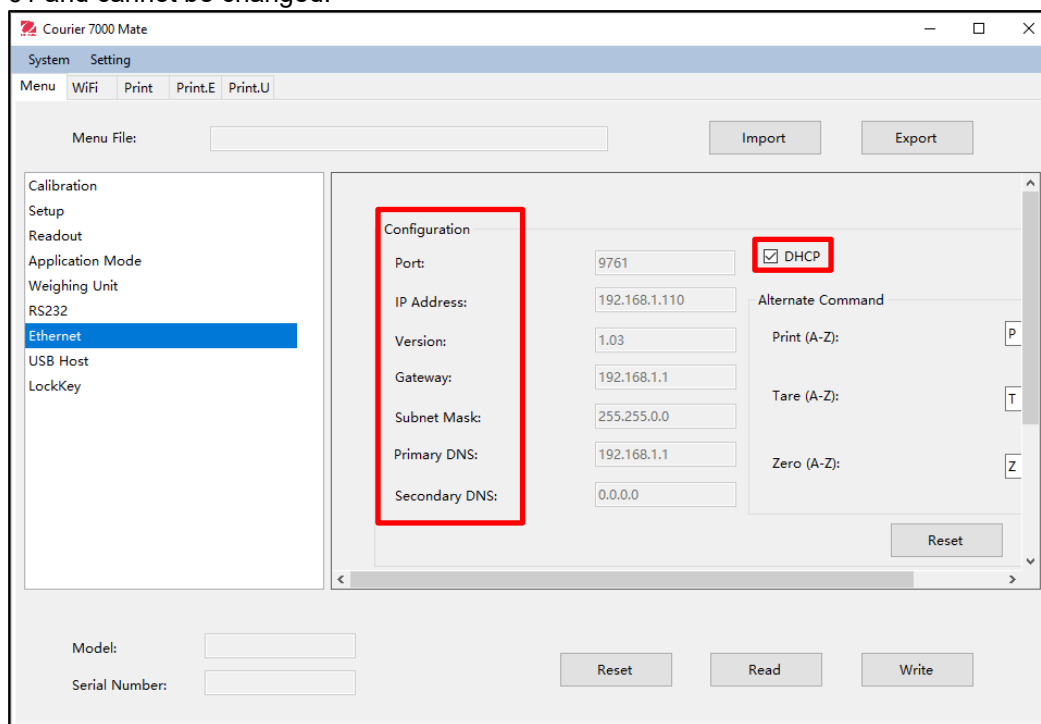 Courier 7000 Mate
System Setting
Menu WiFi Print Print.E Print.U
Menu File: Import Export
Calibration
Setup
Readout
Application Mode
Weighing Unit
RS232
Ethernet
USB Host
LockKey
Configuration
Port: 9761
IP Address: 192.168.1.110
Version: 1.03
Gateway: 192.168.1.1
Subnet Mask: 255.255.0.0
Primary DNS: 192.168.1.1
Secondary DNS: 0.0.0.0
DHCP
Alternate Command
Print (A-Z): P
Tare (A-Z): T
Zero (A-Z): Z
Reset
Model:
Serial Number:
Reset Read Write